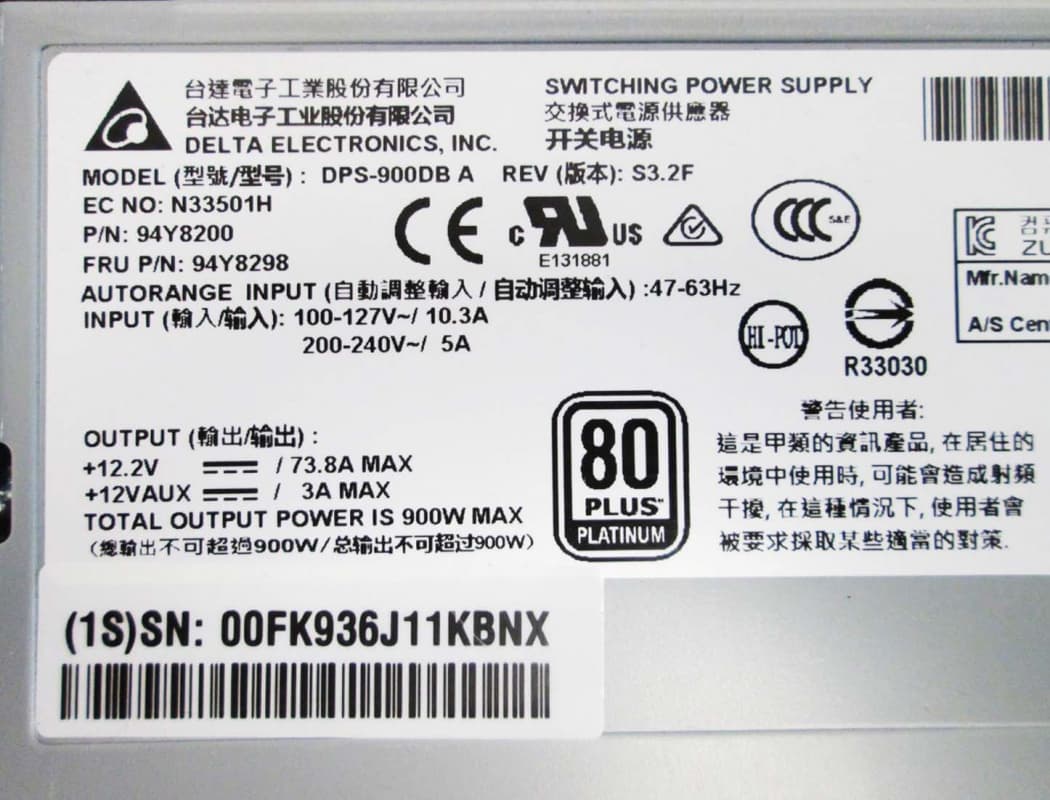 台達電子工業股份有限公司
台达电子工业股份有限公司
DELTA ELECTRONICS, INC.
SWITCHING POWER SUPPLY
交換式電源供應器
开关电源
MODEL (型號/型号) : DPS-900DB A REV (版本): S3.2F
EC NO: N33501H
P/N: 94Y8200
FRU P/N: 94Y8298
CE
c RU US
E131881
CCC S&E
AUTORANGE INPUT (自動調整輸入 / 自动调整输入) :47-63Hz
INPUT (輸入/输入): 100-127V~/ 10.3A
200-240V~/ 5A
HI-POT
R33030
KC
ZU
Mfr.Nam
A/S Cen
OUTPUT (輸出/输出) :
+12.2V / 73.8A MAX
+12VAUX / 3A MAX
TOTAL OUTPUT POWER IS 900W MAX
(總輸出不可超過900W/总输出不可超过900W)
80
PLUS
PLATINUM
警告使用者:
這是甲類的資訊產品, 在居住的
環境中使用時, 可能會造成射頻
干擾, 在這種情況下, 使用者會
被要求採取某些適當的對策.
(1S)SN: 00FK936J11KBNX